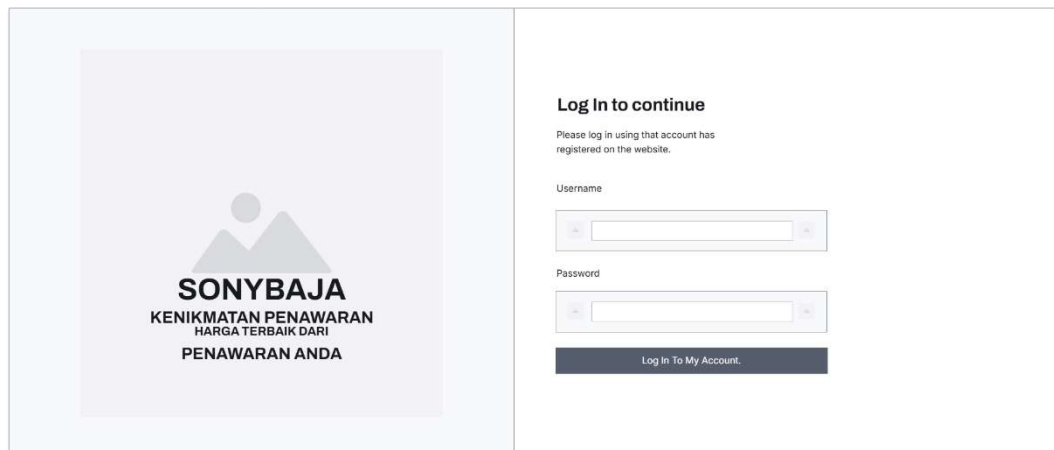 SONYBAJA
KENIKMATAN PENAWARAN
HARGA TERBAIK DARI
PENAWARAN ANDA
Log In to continue
Please log in using that account has
registered on the website.
Username
Password
Log In To My Account.